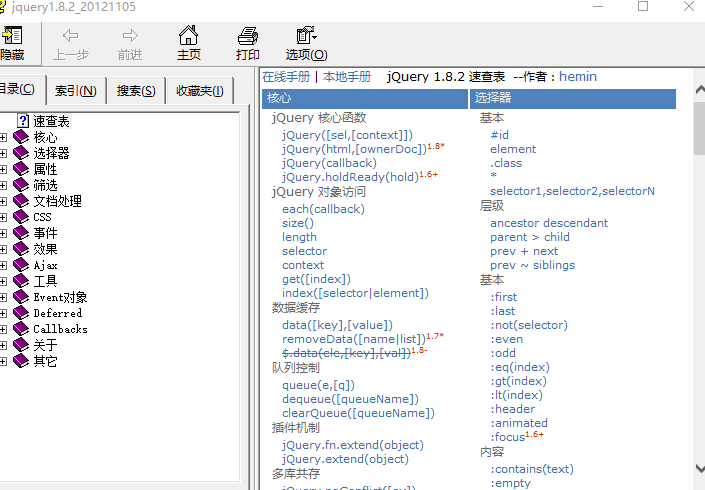 jquery1.8.2_20121105
隐藏 上一步 前进 主页 打印 选项(O)
目录(C) 索引(N) 搜索(S) 收藏夹(I)
速查表
核心
选择器
属性
筛选
文档处理
CSS
事件
效果
Ajax
工具
Event对象
Deferred
Callbacks
关于
其它
在线手册 | 本地手册 jQuery 1.8.2 速查表 --作者：hemin
核心
jQuery 核心函数
jQuery([sel,[context]])
jQuery(html,[ownerDoc])1.8*
jQuery(callback)
jQuery.holdReady(hold)1.6+
jQuery 对象访问
each(callback)
size()
length
selector
context
get([index])
index([selector|element])
数据缓存
data([key],[value])
removeData([name|list])1.7*
$.data(ele,[key],[val])1.8-
队列控制
queue(e,[q])
dequeue([queueName])
clearQueue([queueName])
插件机制
jQuery.fn.extend(object)
jQuery.extend(object)
多库共存
jQuery.noConflict([ex])
选择器
基本
#id
element
.class
*
selector1,selector2,selectorN
层级
ancestor descendant
parent > child
prev + next
prev ~ siblings
基本
:first
:last
:not(selector)
:even
:odd
:eq(index)
:gt(index)
:lt(index)
:header
:animated
:focus1.6+
内容
:contains(text)
:empty